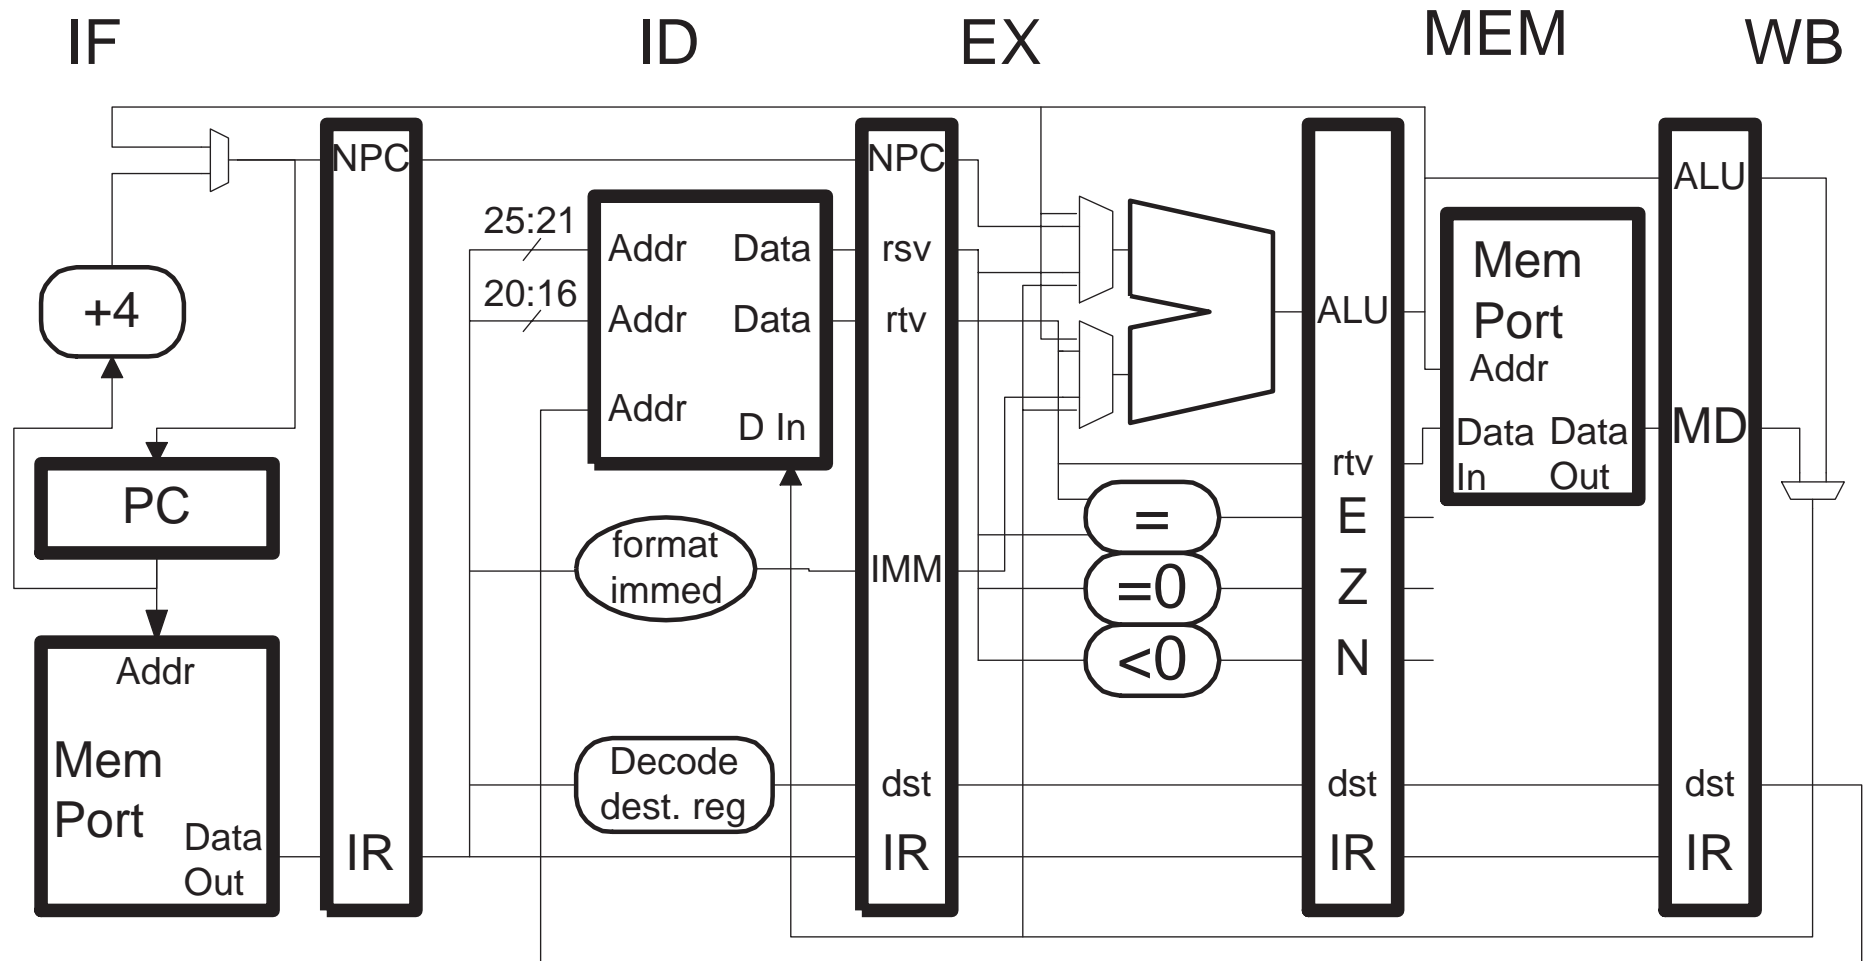 IF
ID
EX
MEM
WB
NPC
NPC
ALU
25:21
Addr
Data
rsv
20:16
Addr
Data
rtv
Addr
D In
+4
PC
ALU
Mem
Port
Addr
Data
In
Data
Out
MD
rtv
=
E
format
immed
IMM
=0
Z
<0
N
Addr
Mem
Port
Data
Out
Decode
dest. reg
dst
dst
dst
IR
IR
IR
IR